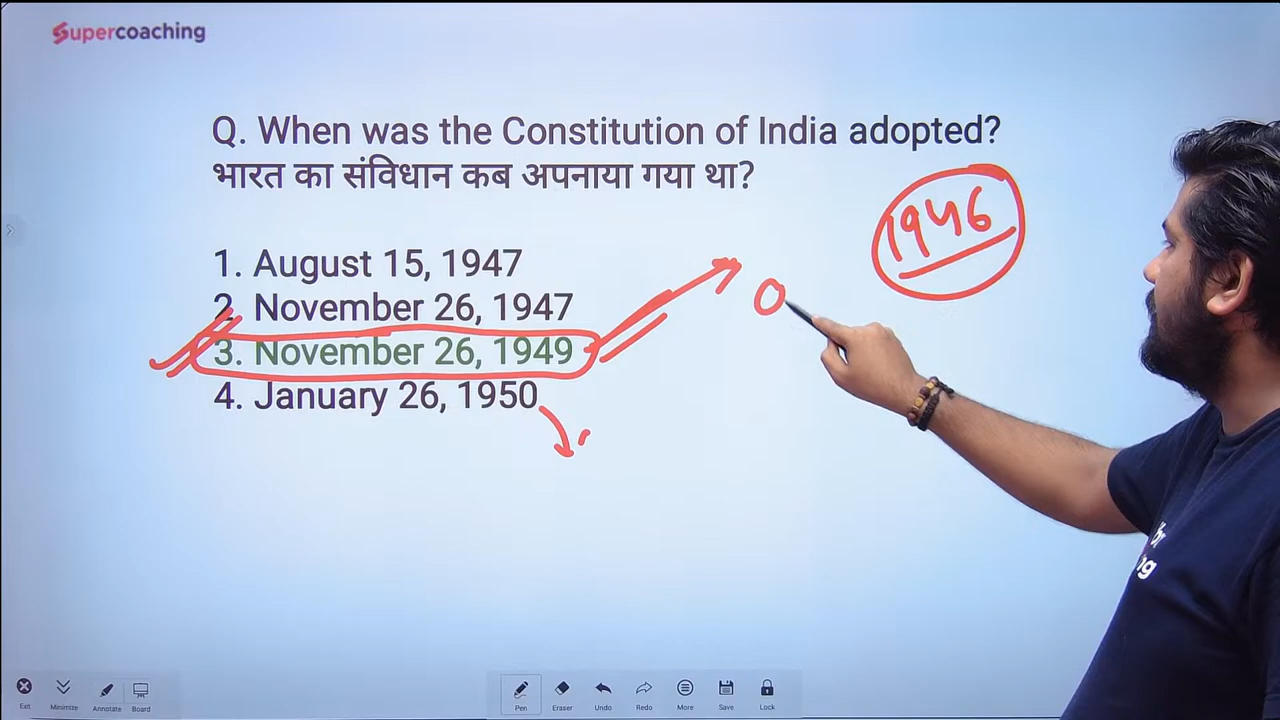 Supercoaching
Q. When was the Constitution of India adopted?
भारत का संविधान कब अपनाया गया था?
1946
1. August 15, 1947
2. November 26, 1947
3. November 26, 1949
4. January 26, 1950
Exit
Minimize
Annotate
Board
Pen
Eraser
Undo
Redo
More
Save
Lock